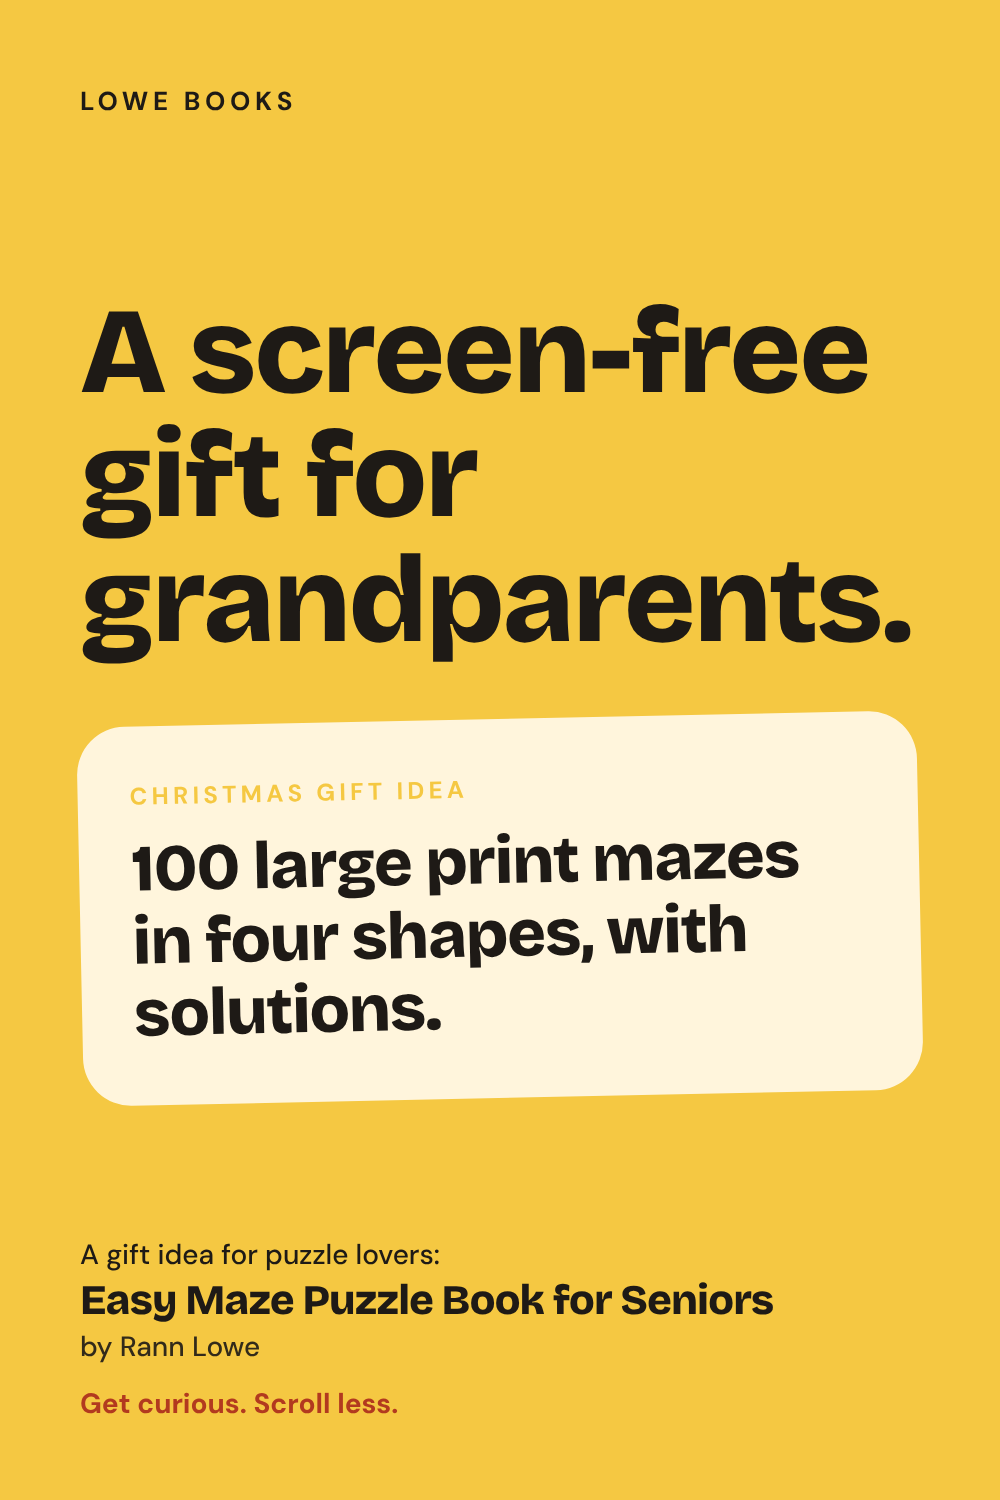 LOWE BOOKS
A screen-free
gift for
grandparents.
CHRISTMAS GIFT IDEA
100 large print mazes
in four shapes, with
solutions.
A gift idea for puzzle lovers:
Easy Maze Puzzle Book for Seniors
by Rann Lowe
Get curious. Scroll less.